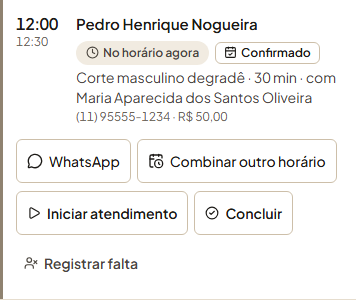 12:00 Pedro Henrique Nogueira
12:30
No horário agora Confirmado
Corte masculino degradê · 30 min · com
Maria Aparecida dos Santos Oliveira
(11) 95555-1234 · R$ 50,00
WhatsApp Combinar outro horário
Iniciar atendimento Concluir
Registrar falta